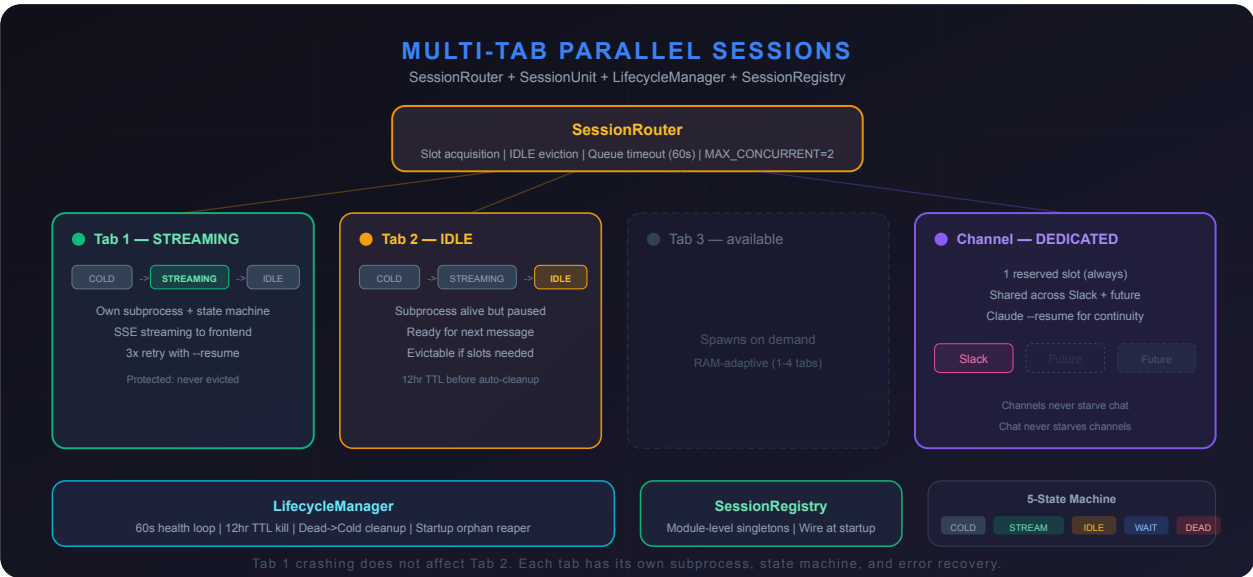 MULTI-TAB PARALLEL SESSIONS
SessionRouter + SessionUnit + LifecycleManager + SessionRegistry
SessionRouter
Slot acquisition | IDLE eviction | Queue timeout (60s) | MAX_CONCURRENT=2
Tab 1 — STREAMING
COLD -> STREAMING -> IDLE
Own subprocess + state machine
SSE streaming to frontend
3x retry with --resume
Protected: never evicted
Tab 2 — IDLE
COLD -> STREAMING -> IDLE
Subprocess alive but paused
Ready for next message
Evictable if slots needed
12hr TTL before auto-cleanup
Tab 3 — available
Spawns on demand
RAM-adaptive (1-4 tabs)
Channel — DEDICATED
1 reserved slot (always)
Shared across Slack + future
Claude --resume for continuity
Slack Future Future
Channels never starve chat
Chat never starves channels
LifecycleManager
60s health loop | 12hr TTL kill | Dead->Cold cleanup | Startup orphan reaper
SessionRegistry
Module-level singletons | Wire at startup
5-State Machine
COLD STREAM IDLE WAIT DEAD
Tab 1 crashing does not affect Tab 2. Each tab has its own subprocess, state machine, and error recovery.